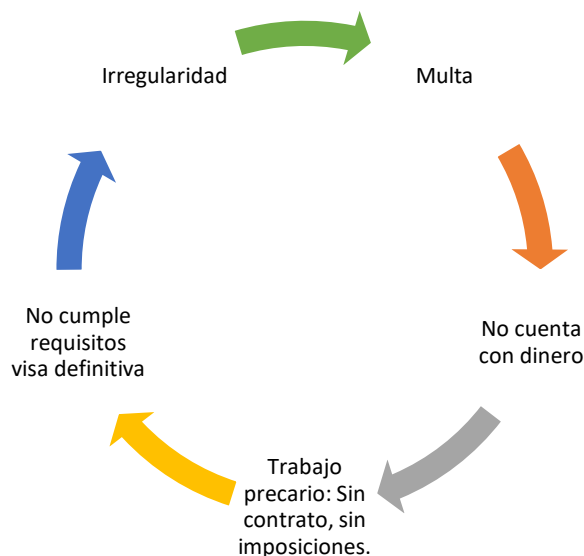 Irregularidad
Multa
No cuenta
con dinero
Trabajo
precario: Sin
contrato, sin
imposiciones.
No cumple
requisitos
visa definitiva